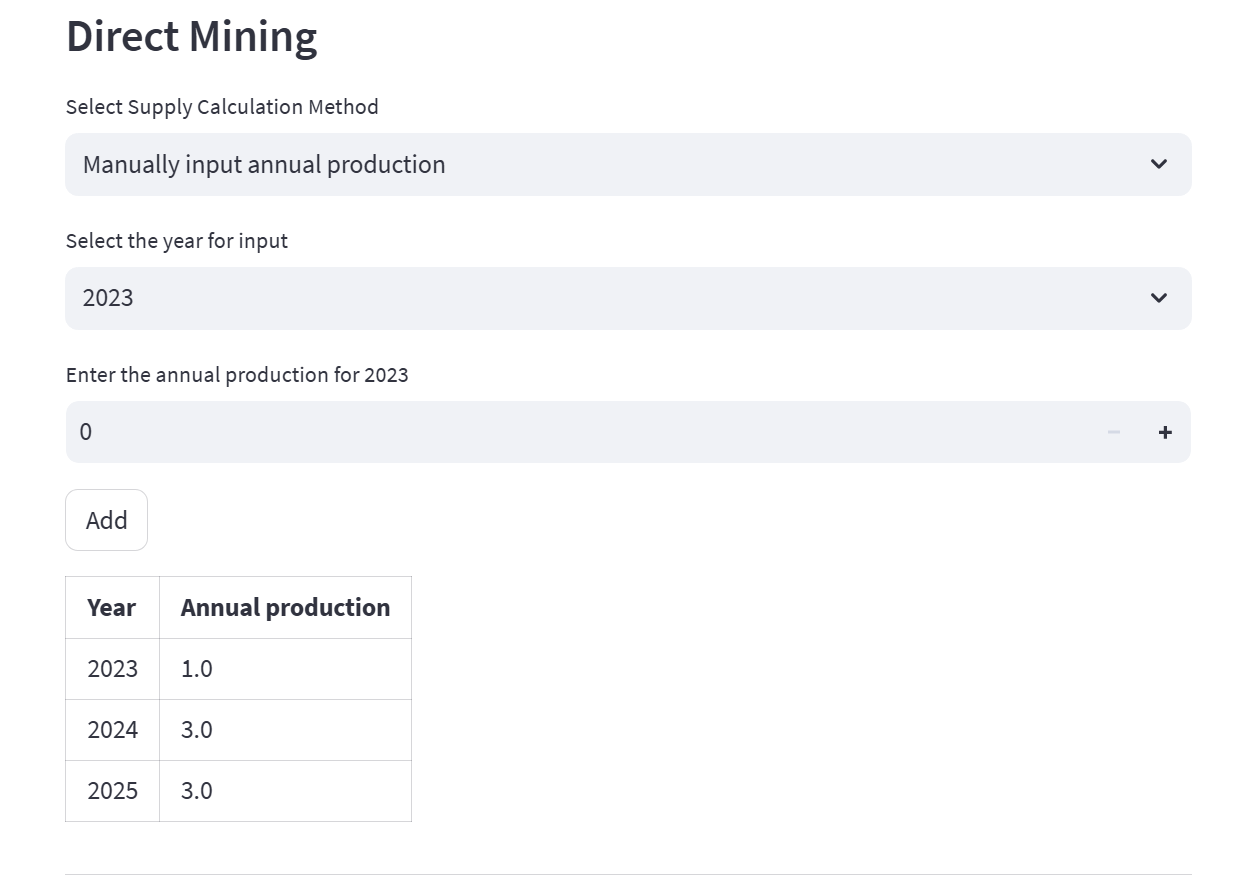 Direct Mining
Select Supply Calculation Method
Manually input annual production
Select the year for input
2023
Enter the annual production for 2023
0
Add
Year Annual production
2023 1.0
2024 3.0
2025 3.0